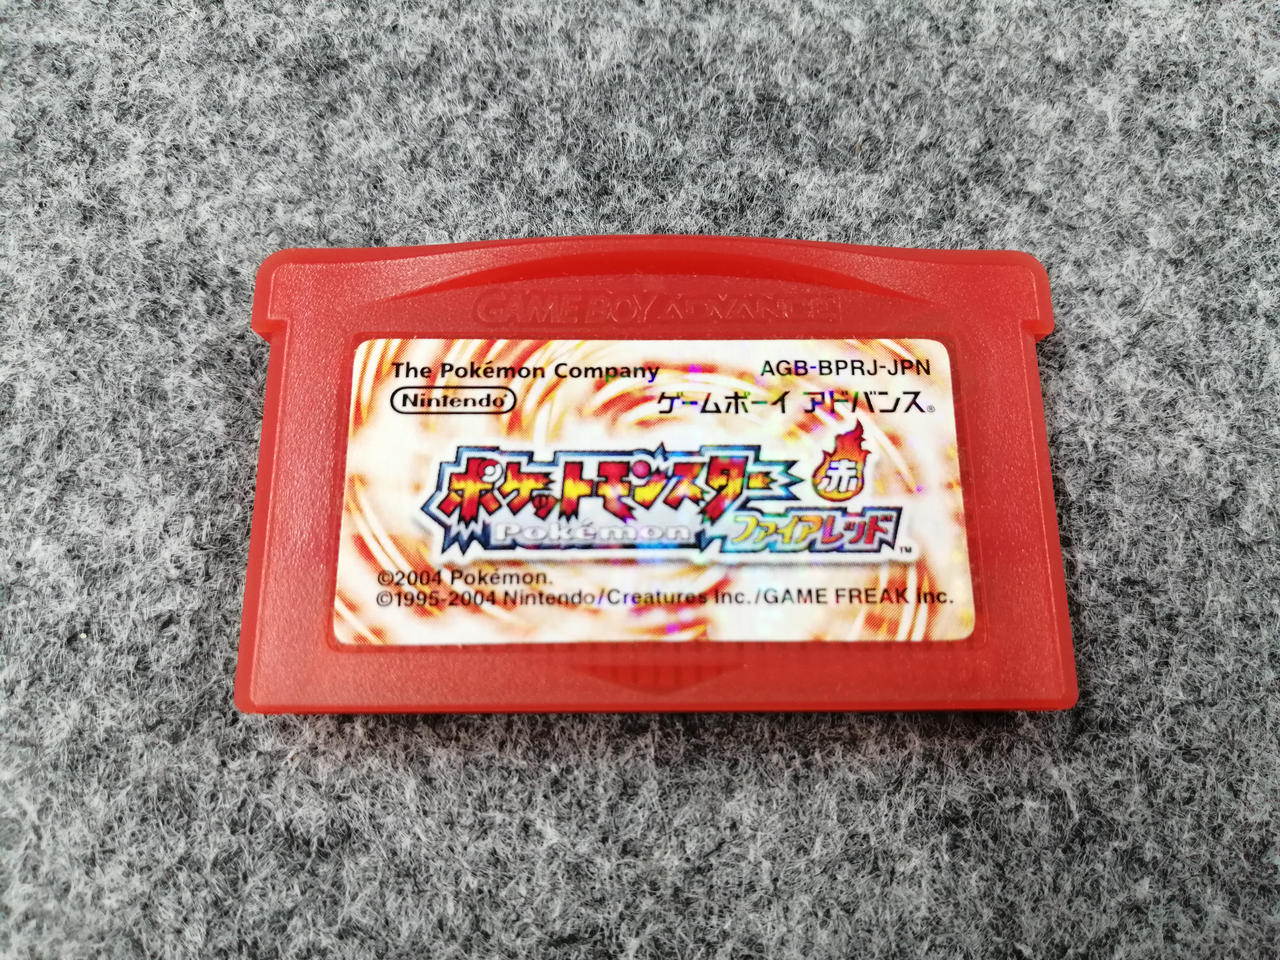 GAME BOY ADVANCE
The Pokémon Company
AGB-BPRJ-JPN
Nintendo®
ゲームボーイ アドバンス®
ポケットモンスター
赤
Pokémon
ファイアレッド™
©2004 Pokémon.
©1995-2004 Nintendo/Creatures inc./GAME FREAK inc.